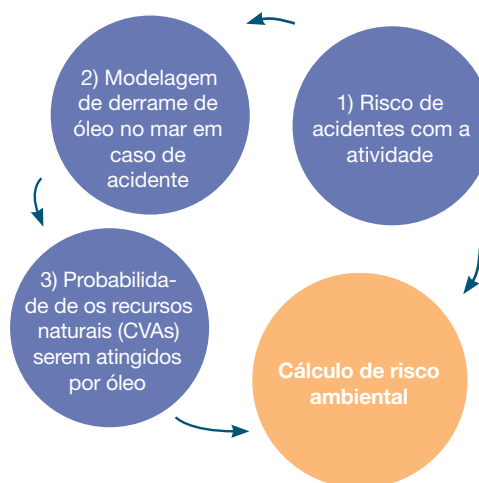 1) Risco de
acidentes com a
atividade
2) Modelagem
de derrame de
óleo no mar em
caso de
acidente
3) Probabilida-
de de os recursos
naturais (CVAs)
serem atingidos
por óleo
Cálculo de risco
ambiental